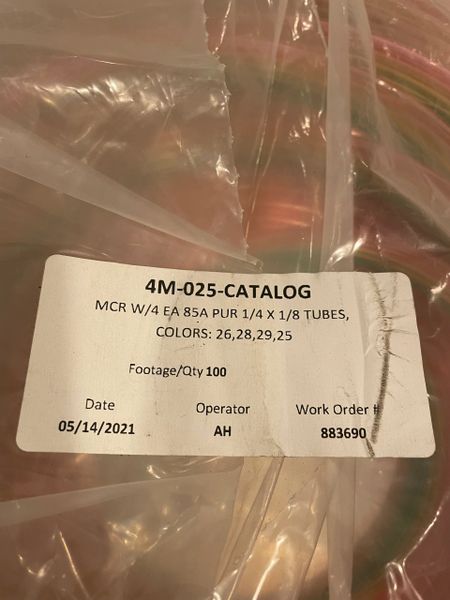 4M-025-CATALOG
MCR W/4 EA 85A PUR 1/4 X 1/8 TUBES,
COLORS: 26,28,29,25
Footage/Qty 100
Date Operator Work Order #
05/14/2021 AH 883690